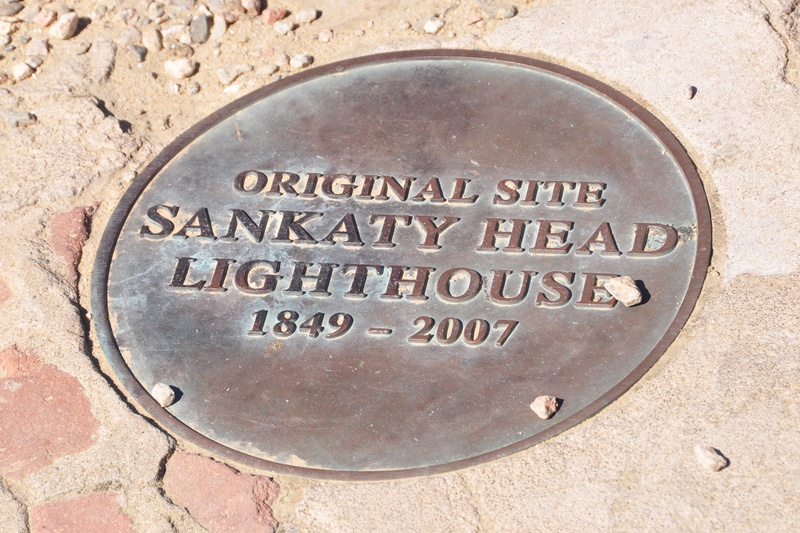 ORIGINAL SITE
SANKATY HEAD
LIGHTHOUSE
1849 – 2007